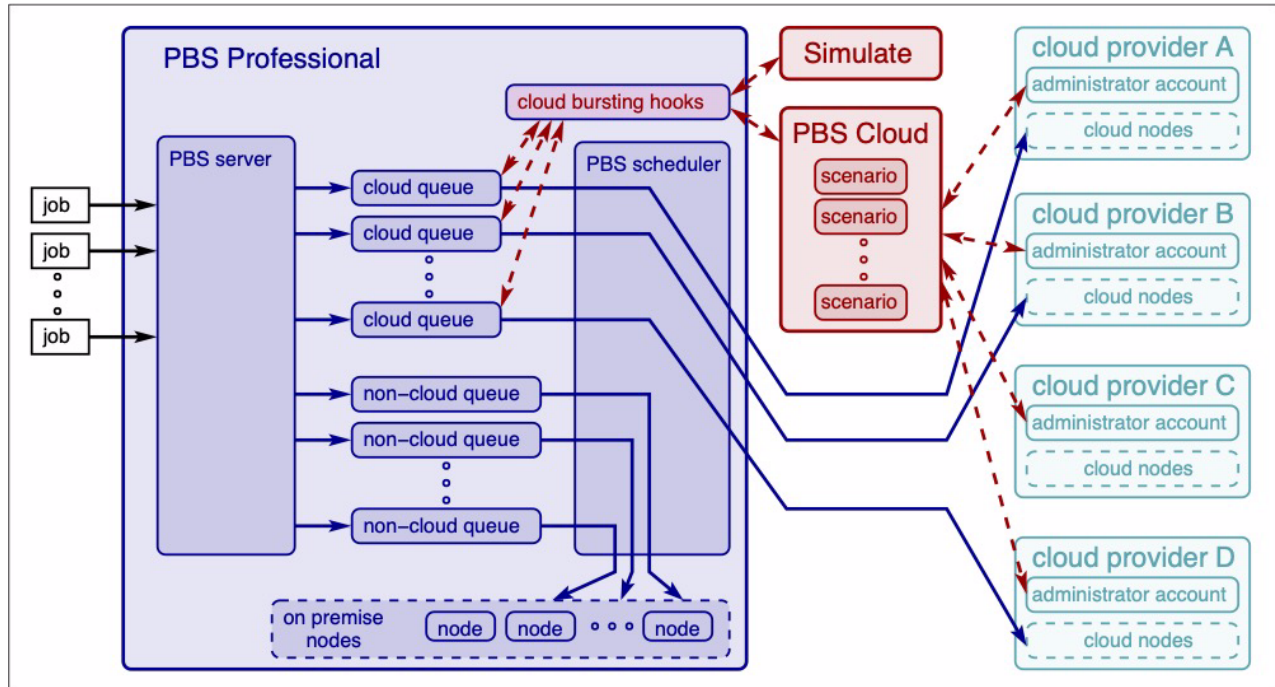 PBS Professional
cloud bursting hooks
PBS server
PBS scheduler
job
job
job
cloud queue
cloud queue
cloud queue
non–cloud queue
non–cloud queue
non–cloud queue
on premise
nodes
node
node
node
Simulate
PBS Cloud
scenario
scenario
scenario
cloud provider A
administrator account
cloud nodes
cloud provider B
administrator account
cloud nodes
cloud provider C
administrator account
cloud nodes
cloud provider D
administrator account
cloud nodes